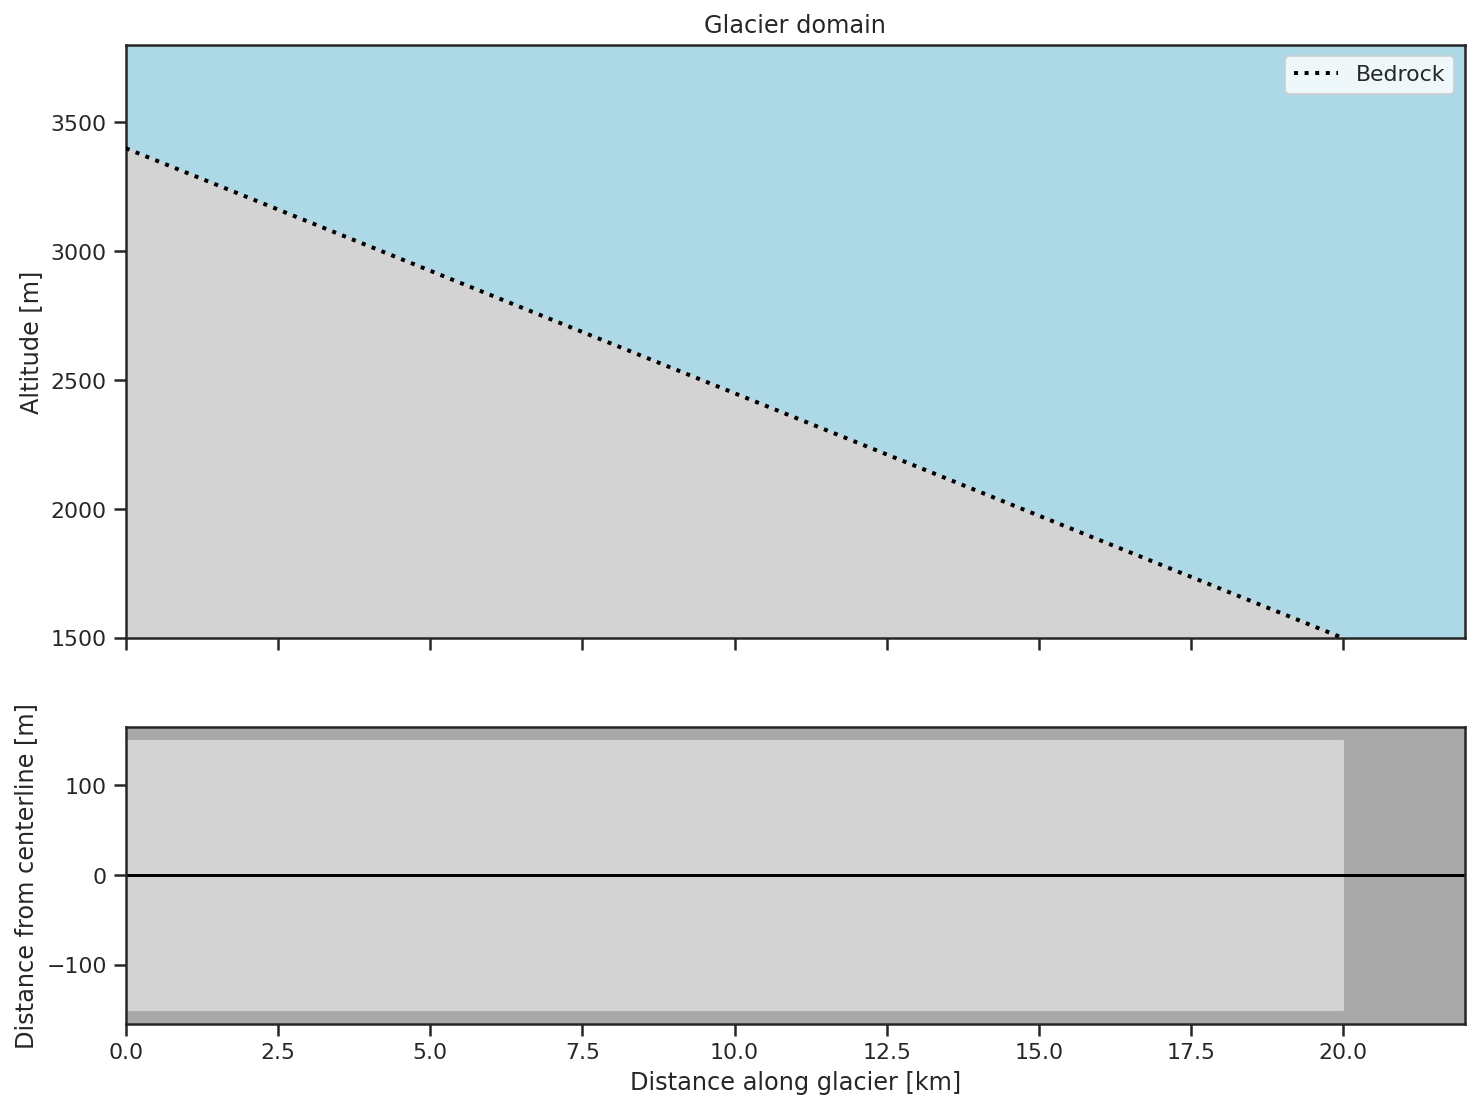 Glacier domain
Bedrock
Altitude [m]
3500
3000
2500
2000
1500
Distance from centerline [m]
100
0
−100
0.0 2.5 5.0 7.5 10.0 12.5 15.0 17.5 20.0
Distance along glacier [km]